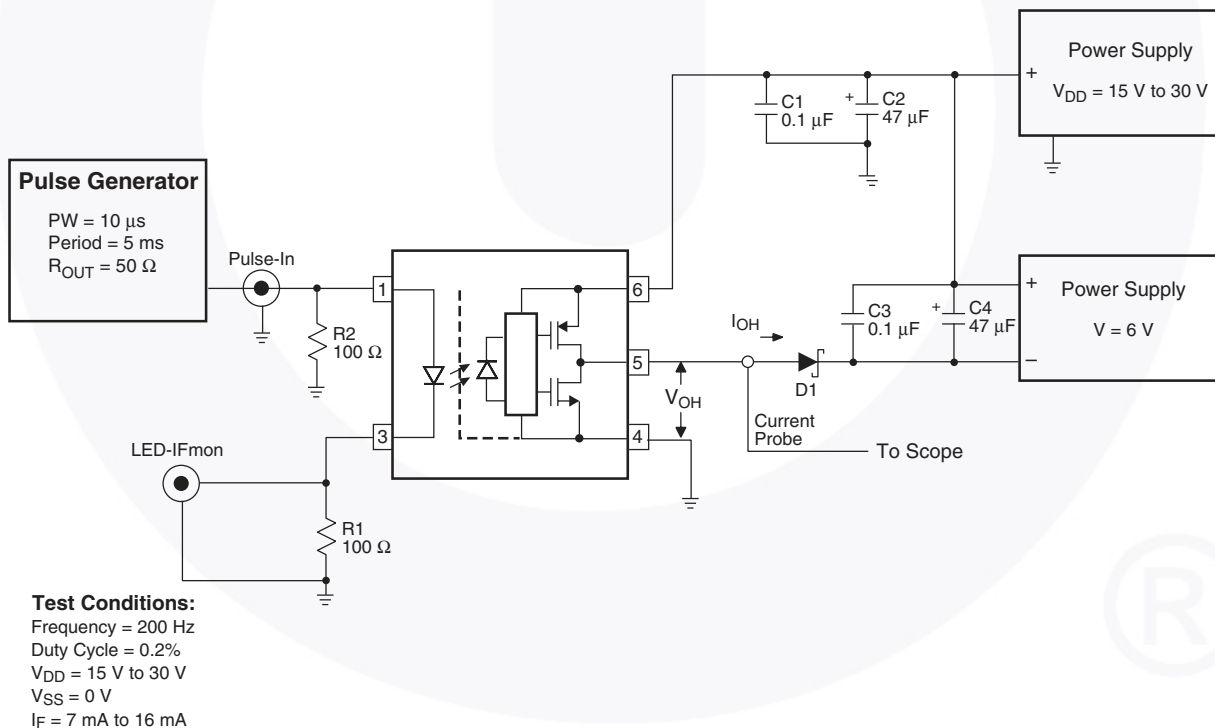 Power Supply
V_DD = 15 V to 30 V
+
C1
0.1 μF
+
C2
47 μF
Pulse Generator
PW = 10 μs
Period = 5 ms
R_OUT = 50 Ω
Pulse-In
R2
100 Ω
1
3
6
5
4
LED-IFmon
R1
100 Ω
V_OH
I_OH
D1
Current
Probe
To Scope
C3
0.1 μF
+
C4
47 μF
+
Power Supply
V = 6 V
−
Test Conditions:
Frequency = 200 Hz
Duty Cycle = 0.2%
V_DD = 15 V to 30 V
V_SS = 0 V
I_F = 7 mA to 16 mA
®